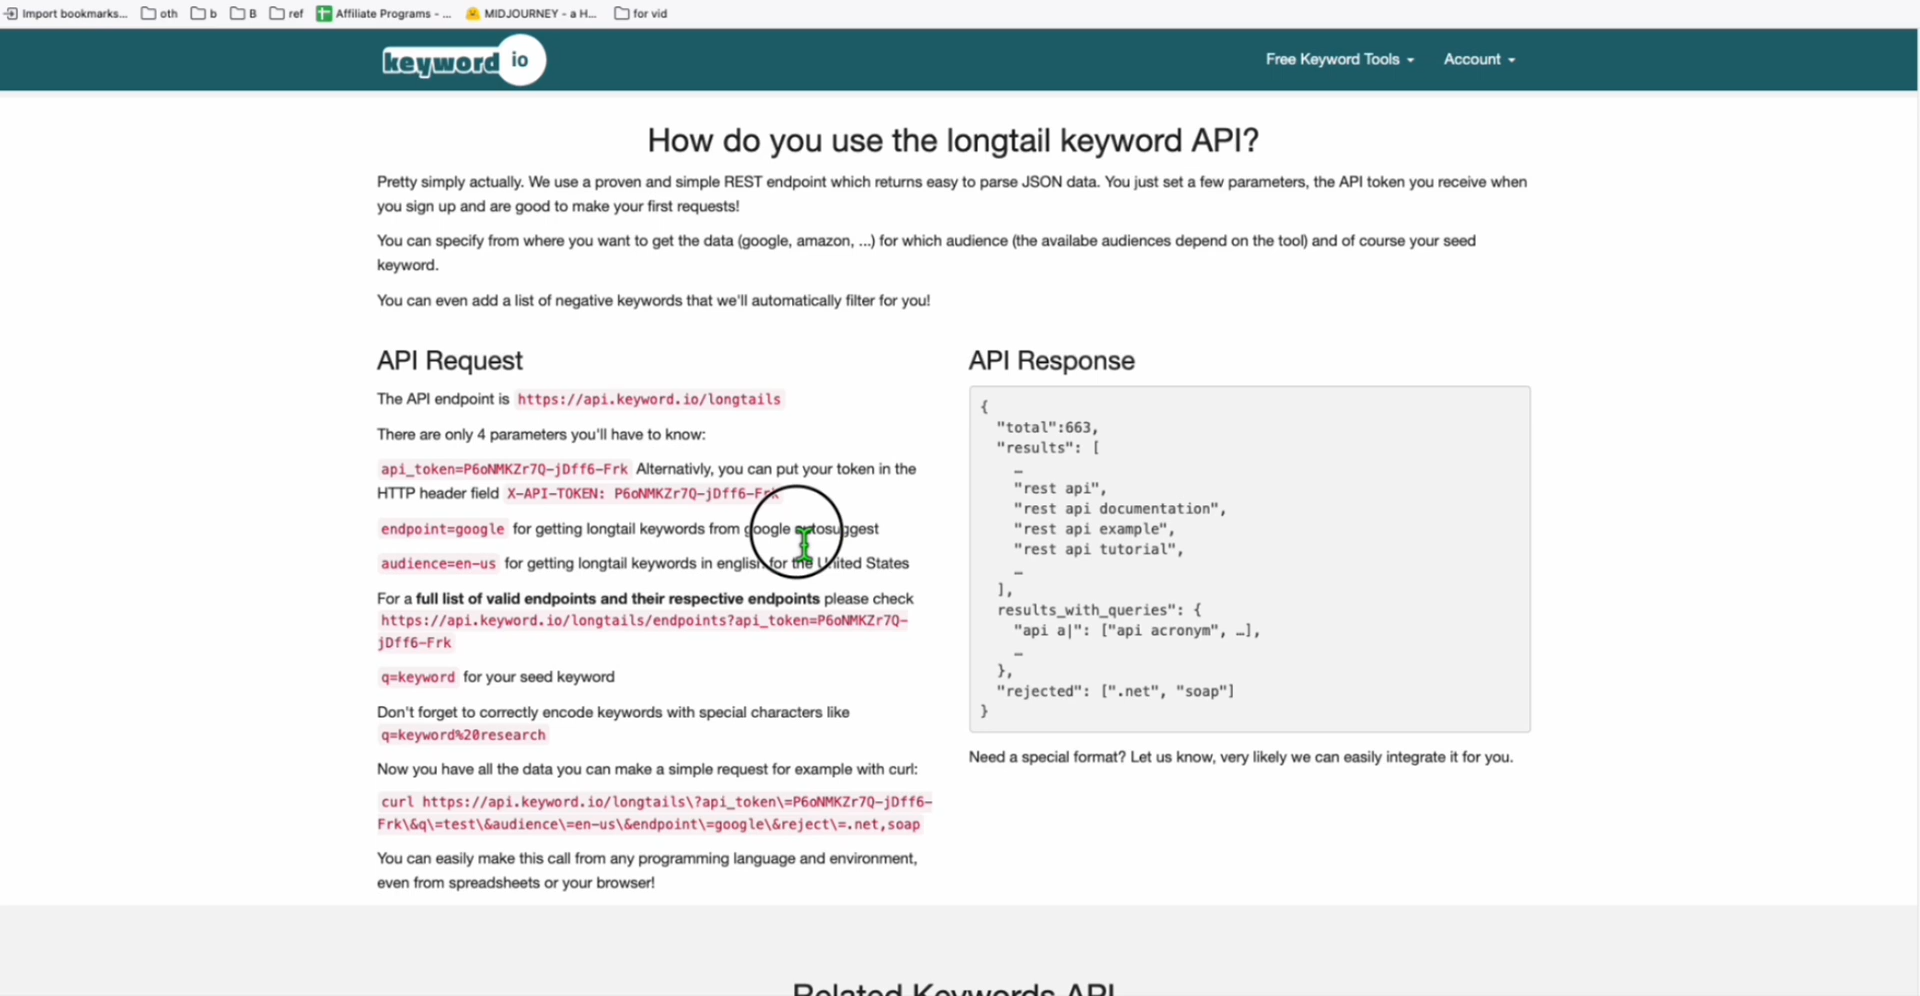 Import bookmarks... oth b B ref Affiliate Programs - ... MIDJOURNEY - a H... for vid
keyword io Free Keyword Tools Account
How do you use the longtail keyword API?
Pretty simply actually. We use a proven and simple REST endpoint which returns easy to parse JSON data. You just set a few parameters, the API token you receive when
you sign up and are good to make your first requests!
You can specify from where you want to get the data (google, amazon, ...) for which audience (the availabe audiences depend on the tool) and of course your seed
keyword.
You can even add a list of negative keywords that we'll automatically filter for you!
API Request
The API endpoint is https://api.keyword.io/longtails
There are only 4 parameters you'll have to know:
api_token=P6oNMKZr7Q-jDff6-Frk Alternativly, you can put your token in the
HTTP header field X-API-TOKEN: P6oNMKZr7Q-jDff6-Frk
endpoint=google for getting longtail keywords from google autosuggest
audience=en-us for getting longtail keywords in english for the United States
For a full list of valid endpoints and their respective endpoints please check
https://api.keyword.io/longtails/endpoints?api_token=P6oNMKZr7Q-
jDff6-Frk
q=keyword for your seed keyword
Don't forget to correctly encode keywords with special characters like
q=keyword%20research
Now you have all the data you can make a simple request for example with curl:
curl https://api.keyword.io/longtails\?api_token\=P6oNMKZr7Q-jDff6-
Frk\&q\=test\&audience\=en-us\&endpoint\=google\&reject\=.net,soap
You can easily make this call from any programming language and environment,
even from spreadsheets or your browser!
API Response
{
"total":663,
"results": [
…
"rest api",
"rest api documentation",
"rest api example",
"rest api tutorial",
…
],
results_with_queries": {
"api a|": ["api acronym", …],
…
},
"rejected": [".net", "soap"]
}
Need a special format? Let us know, very likely we can easily integrate it for you.
Related Keywords API